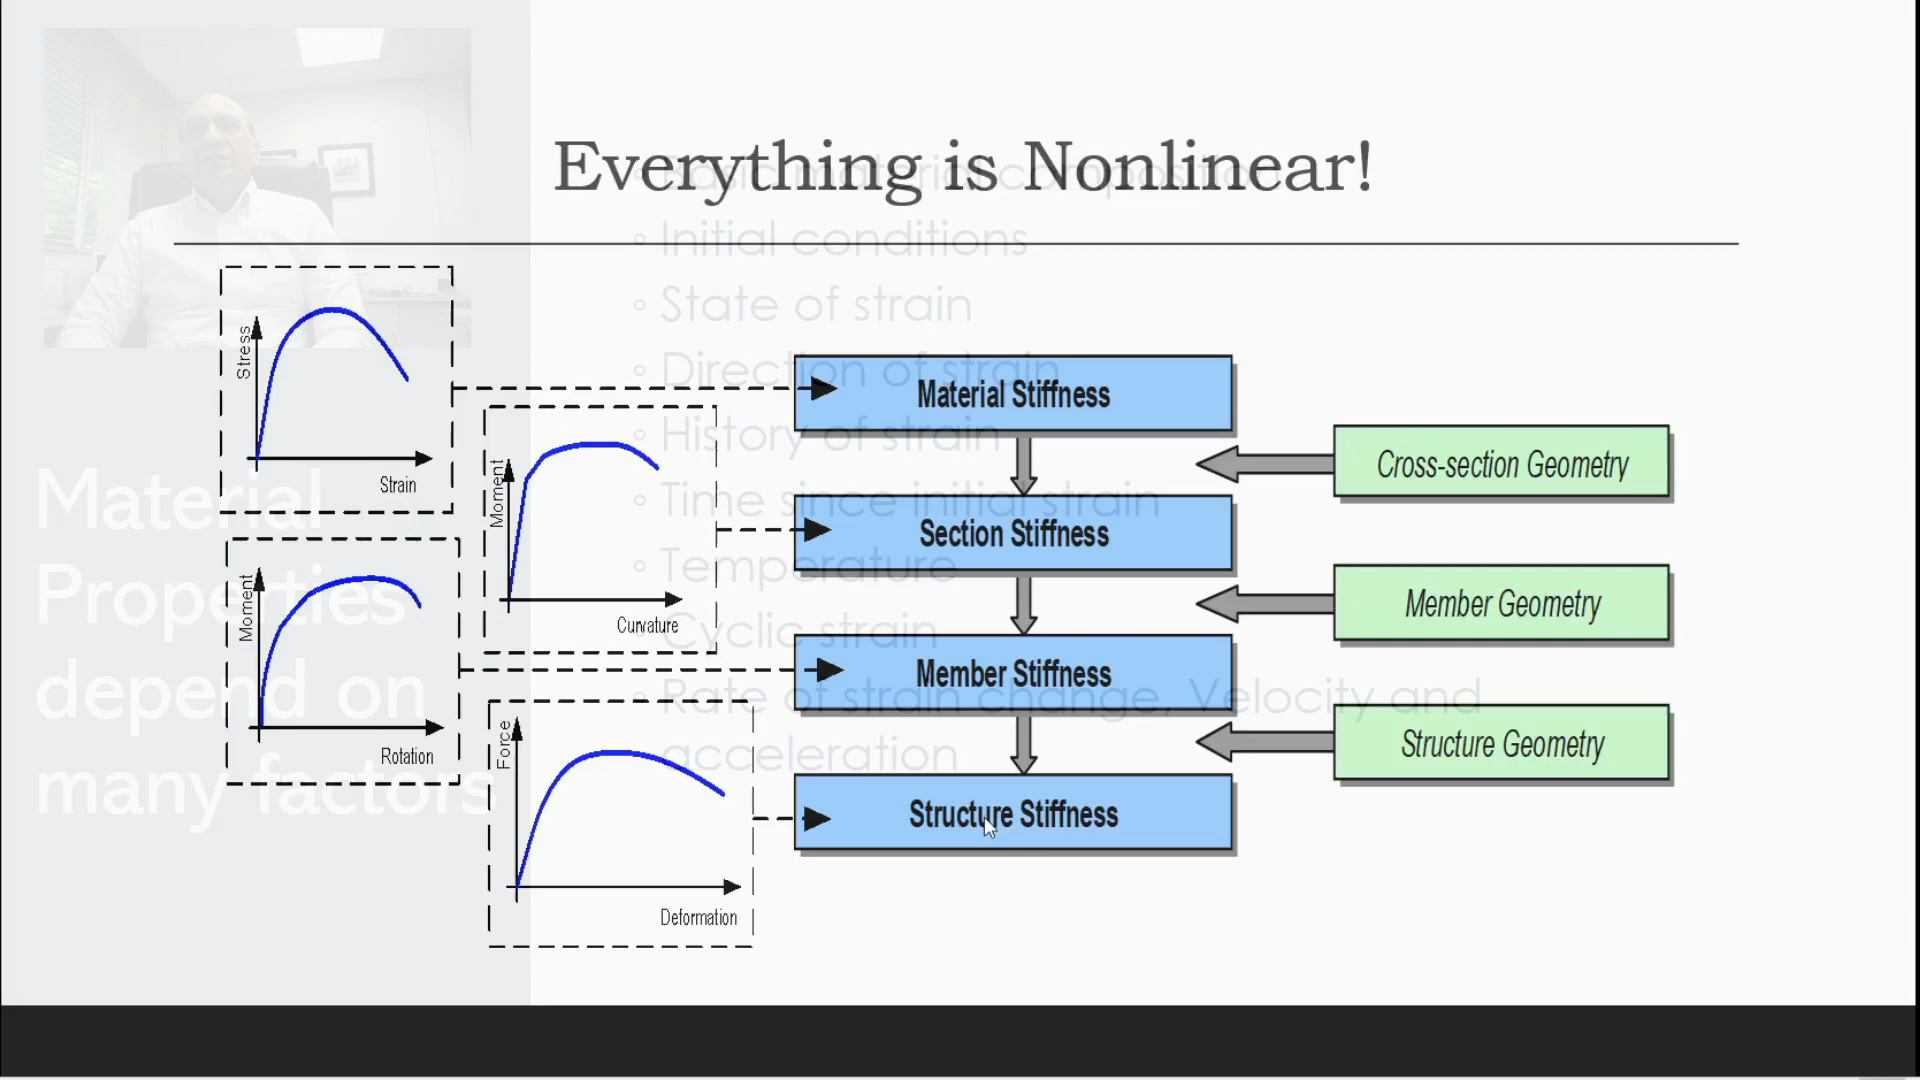 Everything is Nonlinear!
Stress
Strain
Moment
Curvature
Moment
Rotation
Force
Deformation
Material Stiffness
Section Stiffness
Member Stiffness
Structure Stiffness
Cross-section Geometry
Member Geometry
Structure Geometry
Material
Properties
depend on
many factors
Basic material composition
Initial conditions
State of strain
Direction of strain
History of strain
Time since initial strain
Temperature
Cyclic strain
Rate of strain change, Velocity and
acceleration